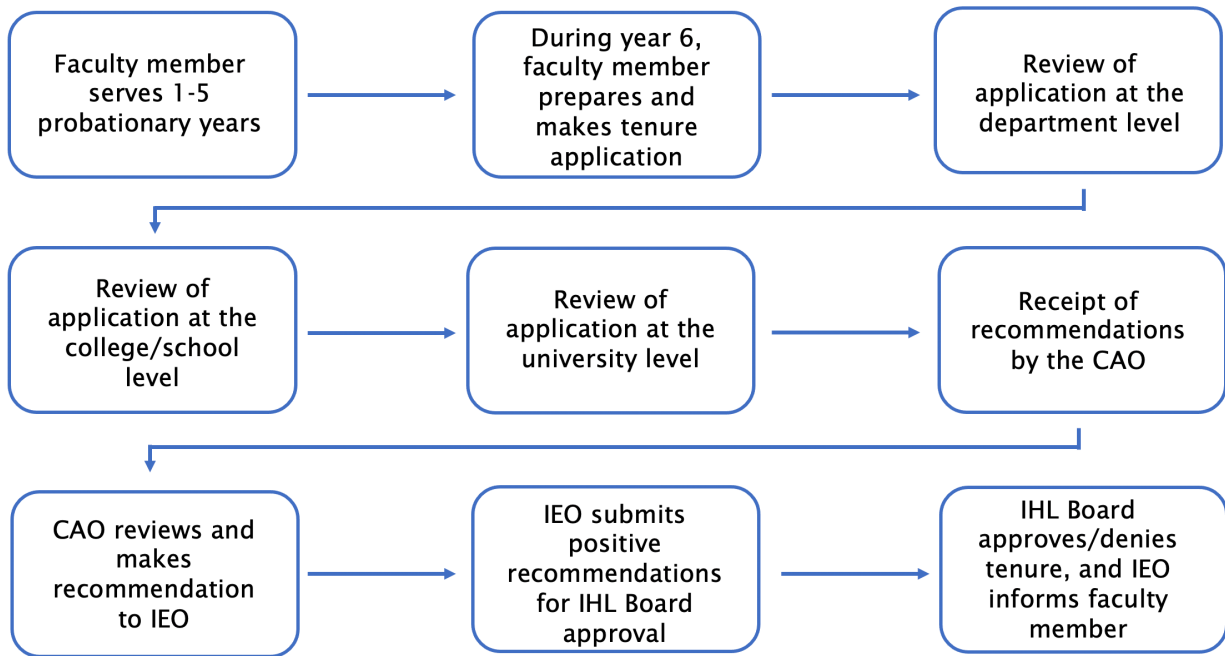 Faculty member
serves 1-5
probationary years
During year 6,
faculty member
prepares and
makes tenure
application
Review of
application at the
department level
Review of
application at the
college/school
level
Review of
application at the
university level
Receipt of
recommendations
by the CAO
CAO reviews and
makes
recommendation
to IEO
IEO submits
positive
recommendations
for IHL Board
approval
IHL Board
approves/denies
tenure, and IEO
informs faculty
member